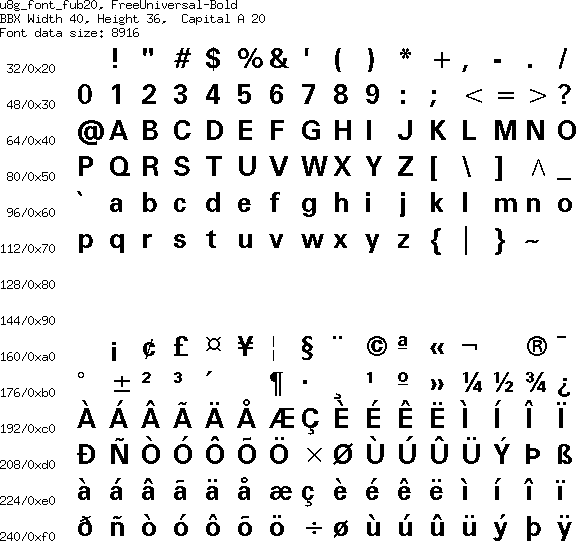 u8g_font_fub20, FreeUniversal-Bold
BBX Width 40, Height 36,  Capital A 20
Font data size: 8916
32/0x20 ! " # $ % & ' ( ) * + , - . /
48/0x30 0 1 2 3 4 5 6 7 8 9 : ; < = > ?
64/0x40 @ A B C D E F G H I J K L M N O
80/0x50 P Q R S T U V W X Y Z [ \ ] ^ _
96/0x60 ` a b c d e f g h i j k l m n o
112/0x70 p q r s t u v w x y z { | } ~
128/0x80
144/0x90
160/0xa0 ¡ ¢ £ ¤ ¥ ¦ § ¨ © ª « ¬ ® ¯
176/0xb0 ° ± ² ³ ´ ¶ · ¸ ¹ º » ¼ ½ ¾ ¿
192/0xc0 À Á Â Ã Ä Å Æ Ç È É Ê Ë Ì Í Î Ï
208/0xd0 Ð Ñ Ò Ó Ô Õ Ö × Ø Ù Ú Û Ü Ý Þ ß
224/0xe0 à á â ã ä å æ ç è é ê ë ì í î ï
240/0xf0 ð ñ ò ó ô õ ö ÷ ø ù ú û ü ý þ ÿ